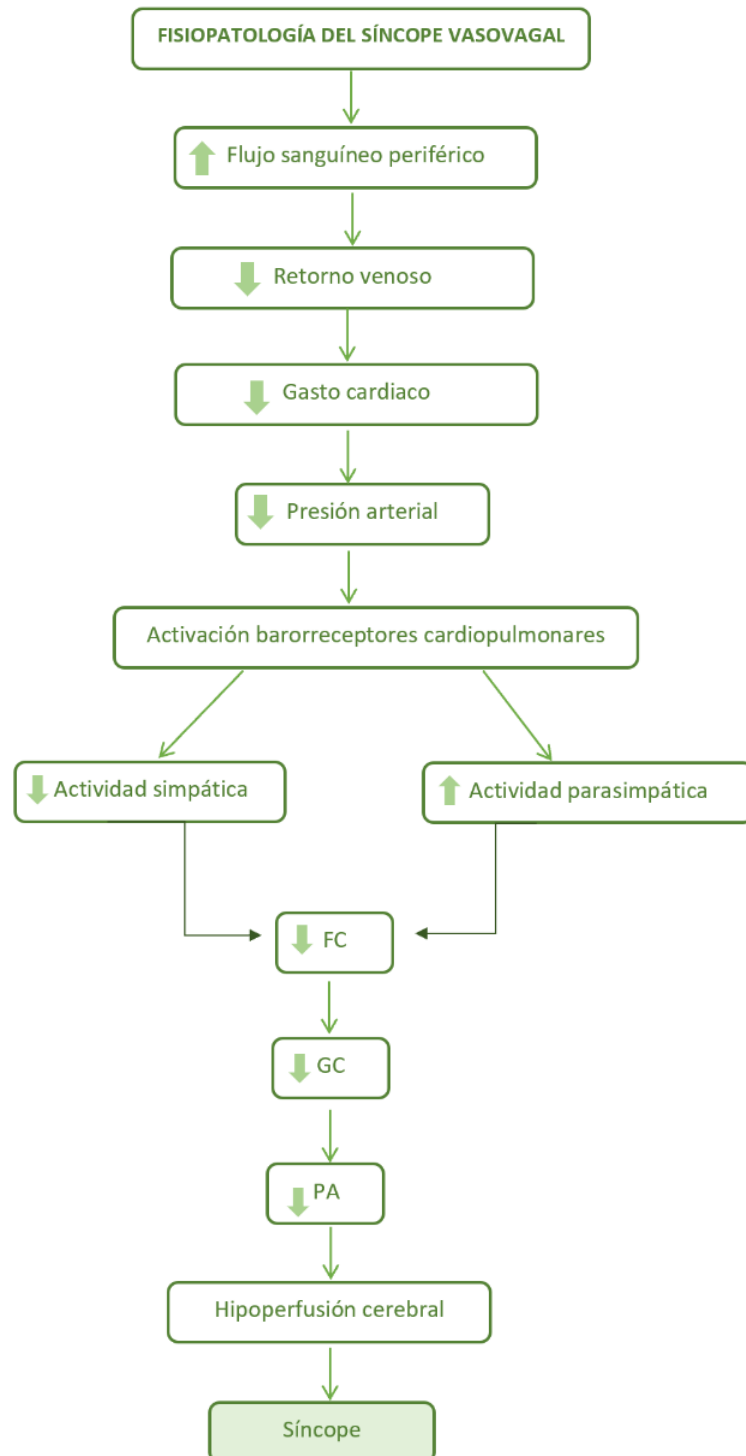 FISIOPATOLOGÍA DEL SÍNCOPE VASOVAGAL
Flujo sanguíneo periférico
Retorno venoso
Gasto cardiaco
Presión arterial
Activación barorreceptores cardiopulmonares
Actividad simpática
Actividad parasimpática
FC
GC
PA
Hipoperfusión cerebral
Síncope